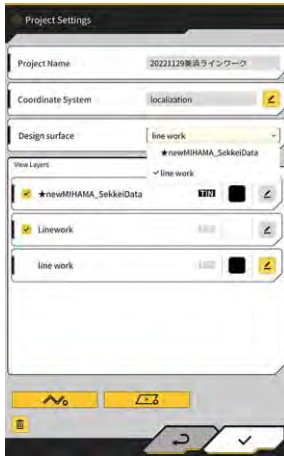 Project Settings
Project Name 20221129美浜ラインワーク
Coordinate System localization
Design surface line work
★newMIHAMA_SekkeiData
line work
View Layers
★newMIHAMA_SekkeiData TIN
Linework
line work